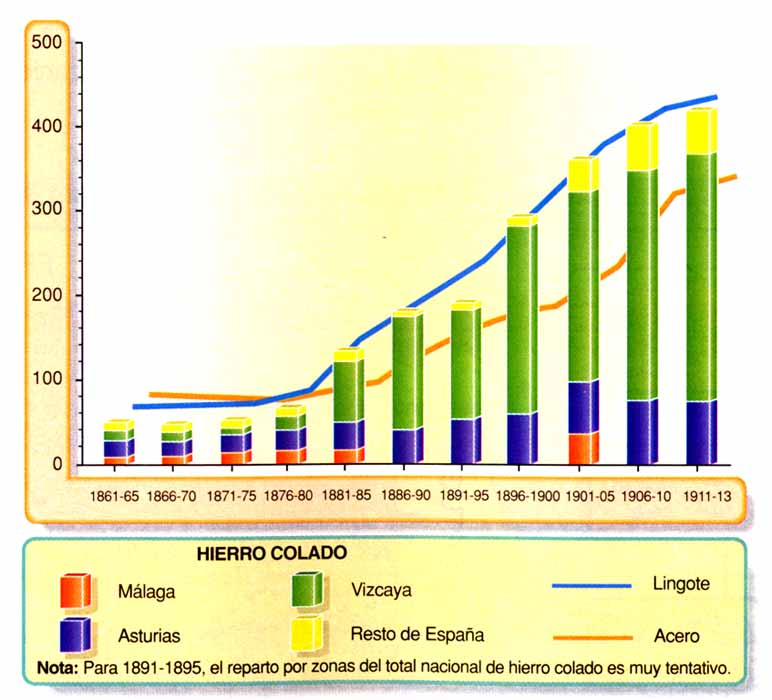 500
400
300
200
100
0
1861-65 1866-70 1871-75 1876-80 1881-85 1886-90 1891-95 1896-1900 1901-05 1906-10 1911-13
HIERRO COLADO
Málaga Vizcaya Lingote
Asturias Resto de España Acero
Nota: Para 1891-1895, el reparto por zonas del total nacional de hierro colado es muy tentativo.